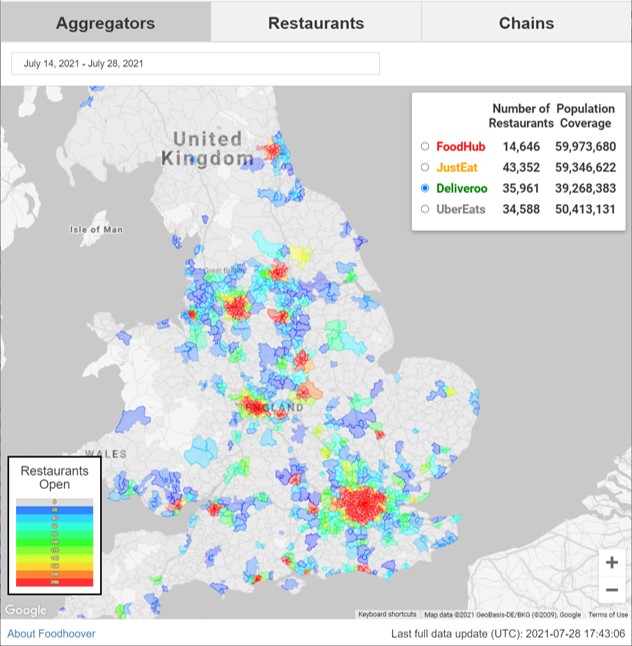 Aggregators Restaurants Chains
July 14, 2021 - July 28, 2021
Number of Population
Restaurants Coverage
FoodHub 14,646 59,973,680
JustEat 43,352 59,346,622
Deliveroo 35,961 39,268,383
UberEats 34,588 50,413,131
United
Kingdom
Isle of Man
ENGLAND
WALES
Restaurants
Open
+
−
Google
Keyboard shortcuts Map data ©2021 GeoBasis-DE/BKG (©2009), Google Terms of Use
About Foodhoover Last full data update (UTC): 2021-07-28 17:43:06